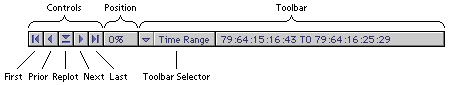 Controls Position Toolbar
0% Time Range 79:64:15:16:43 TO 79:64:16:25:29
First Prior Replot Next Last Toolbar Selector